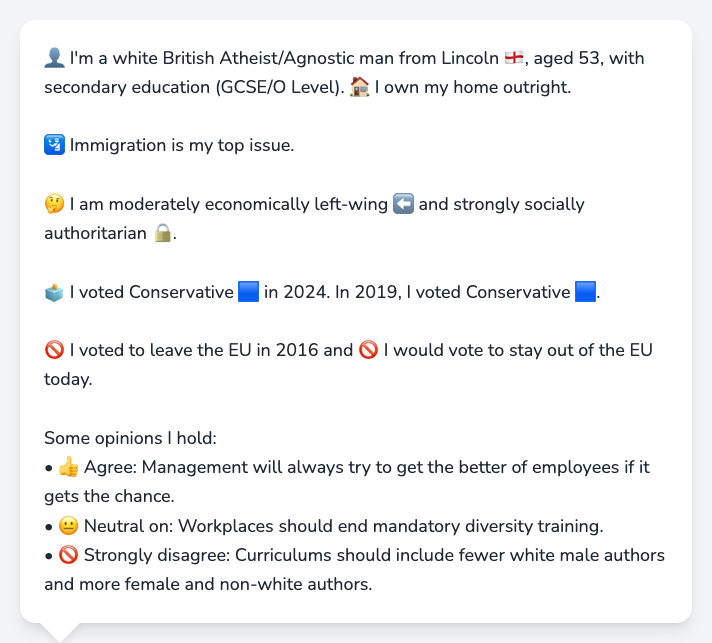 👤 I'm a white British Atheist/Agnostic man from Lincoln 🏴󠁧󠁢󠁥󠁮󠁧󠁿, aged 53, with
secondary education (GCSE/O Level). 🏠 I own my home outright.
🛂 Immigration is my top issue.
🤔 I am moderately economically left-wing ⬅️ and strongly socially
authoritarian 🔒.
🗳️ I voted Conservative 🟦 in 2024. In 2019, I voted Conservative 🟦.
🚫 I voted to leave the EU in 2016 and 🚫 I would vote to stay out of the EU
today.
Some opinions I hold:
• 👍 Agree: Management will always try to get the better of employees if it
gets the chance.
• 😐 Neutral on: Workplaces should end mandatory diversity training.
• 🚫 Strongly disagree: Curriculums should include fewer white male authors
and more female and non-white authors.